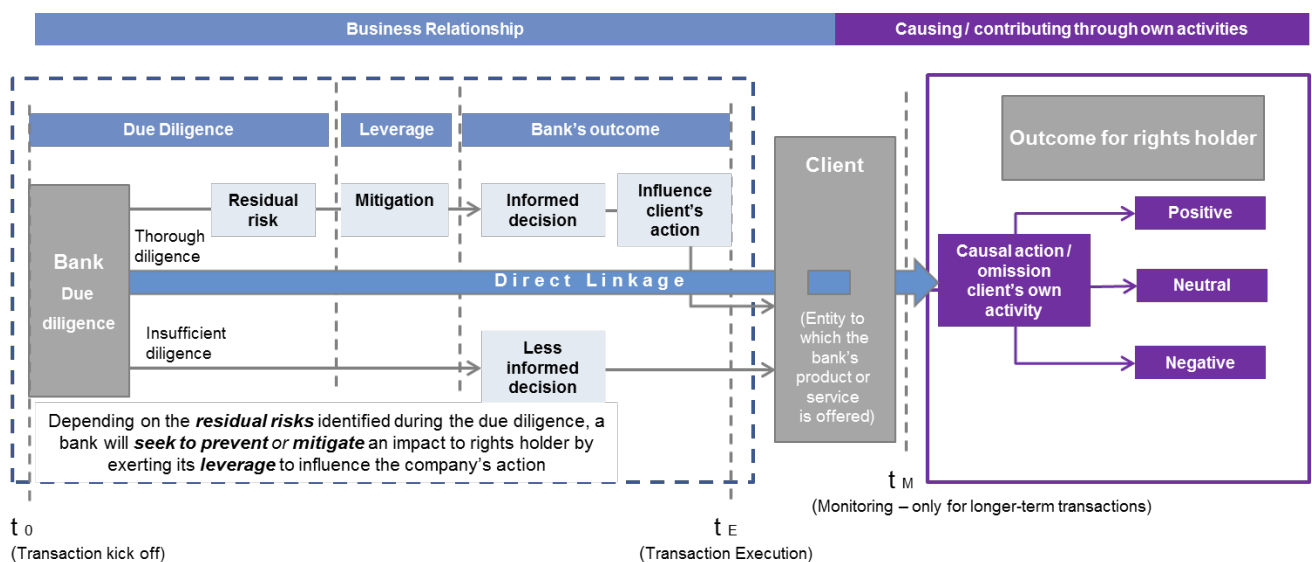 Business Relationship
Causing / contributing through own activities
Due Diligence
Leverage
Bank's outcome
Outcome for rights holder
Client
Residual
risk
Mitigation
Informed
decision
Influence
client's
action
Positive
Thorough
diligence
Bank
Due
diligence
Direct Linkage
Causal action /
omission
client's own
activity
Neutral
Insufficient
diligence
(Entity to
which the
bank's
product or
service
is offered)
Less
informed
decision
Negative
Depending on the residual risks identified during the due diligence, a
bank will seek to prevent or mitigate an impact to rights holder by
exerting its leverage to influence the company's action
t M
(Monitoring – only for longer-term transactions)
t 0
(Transaction kick off)
t E
(Transaction Execution)